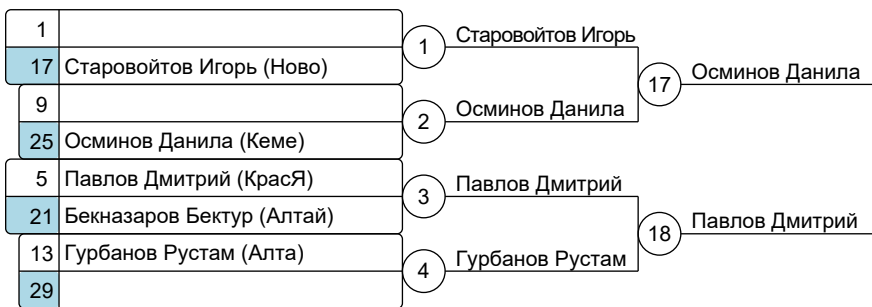 1
17 Старовойтов Игорь (Ново)
9
25 Осминов Данила (Кеме)
5 Павлов Дмитрий (КрасЯ)
21 Бекназаров Бектур (Алтай)
13 Гурбанов Рустам (Алта)
29
1 Старовойтов Игорь
2 Осминов Данила
3 Павлов Дмитрий
4 Гурбанов Рустам
17 Осминов Данила
18 Павлов Дмитрий